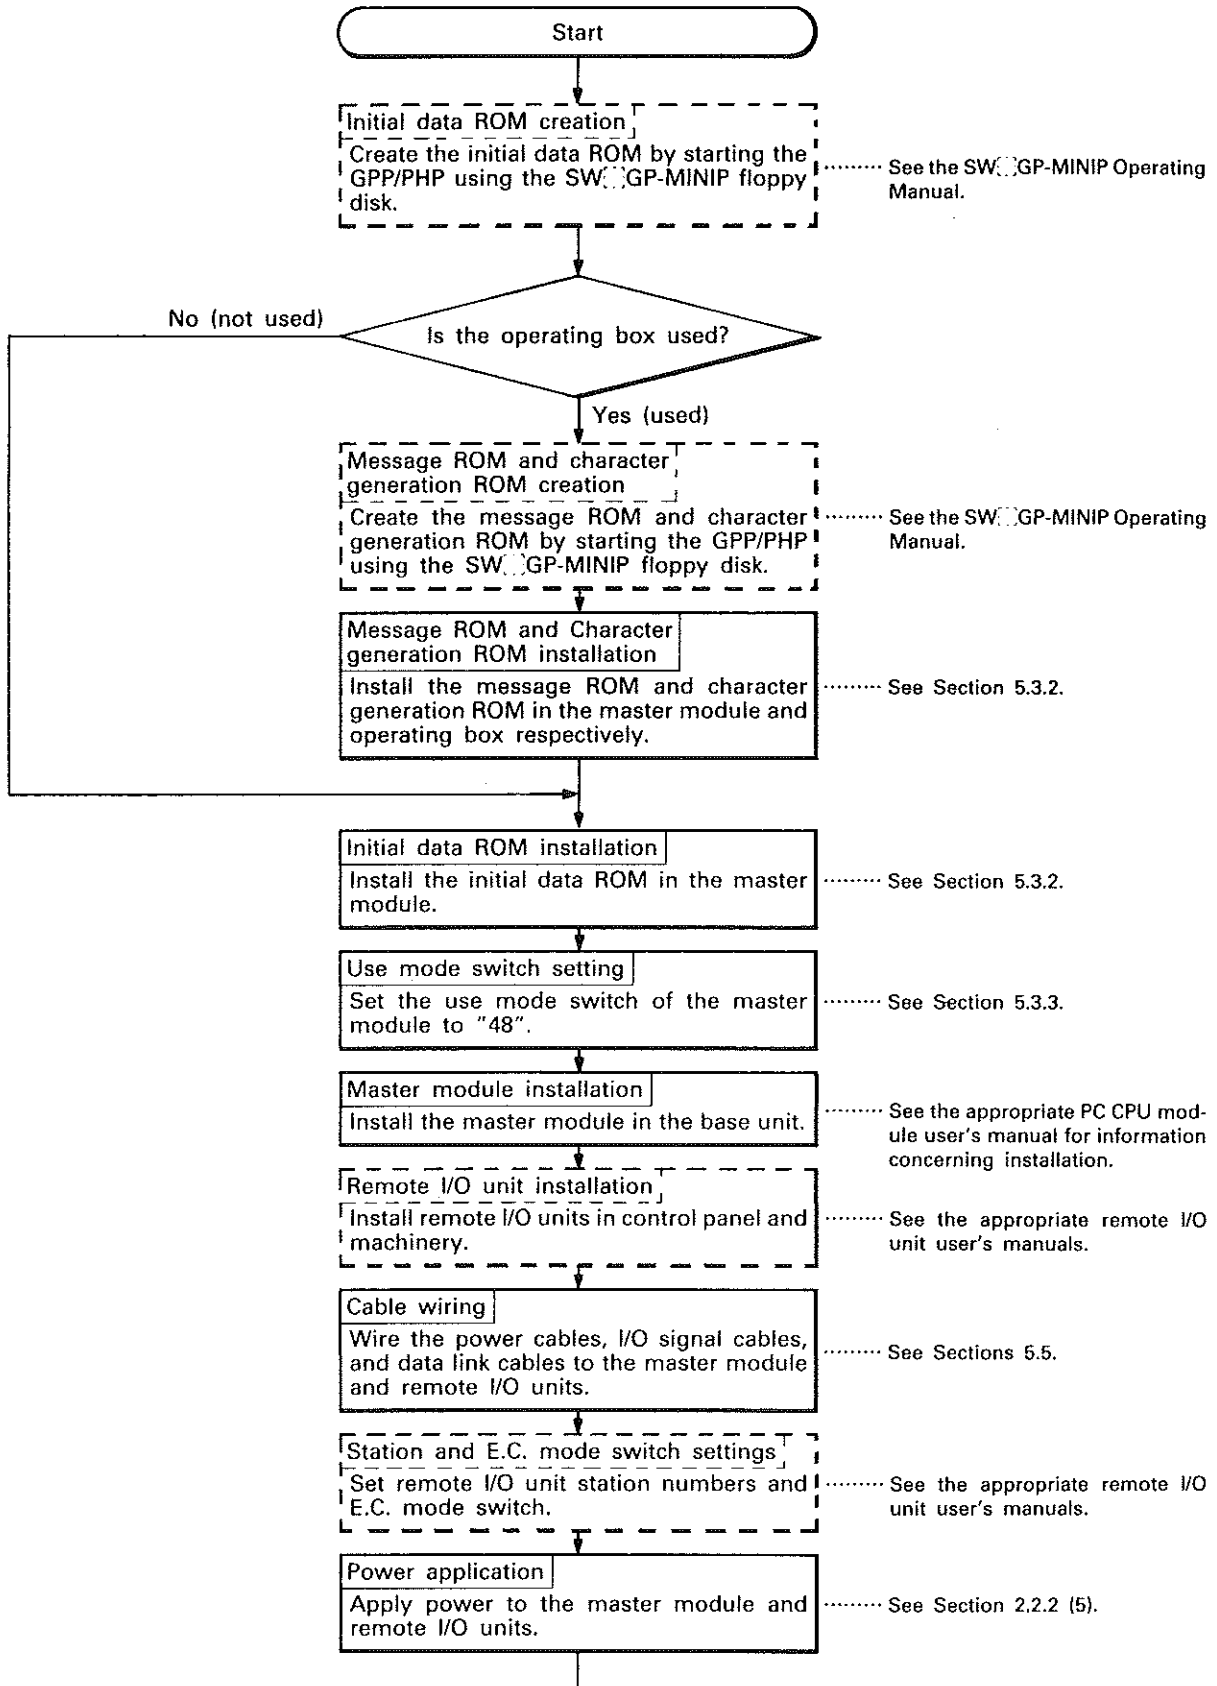 Start
Initial data ROM creation
Create the initial data ROM by starting the
GPP/PHP using the SW⬚GP-MINIP floppy
disk.
See the SW⬚GP-MINIP Operating
Manual.
No (not used)
Is the operating box used?
Yes (used)
Message ROM and character
generation ROM creation
Create the message ROM and character
generation ROM by starting the GPP/PHP
using the SW⬚GP-MINIP floppy disk.
See the SW⬚GP-MINIP Operating
Manual.
Message ROM and Character
generation ROM installation
Install the message ROM and character
generation ROM in the master module and
operating box respectively.
See Section 5.3.2.
Initial data ROM installation
Install the initial data ROM in the master
module.
See Section 5.3.2.
Use mode switch setting
Set the use mode switch of the master
module to "48".
See Section 5.3.3.
Master module installation
Install the master module in the base unit.
See the appropriate PC CPU mod-
ule user's manual for information
concerning installation.
Remote I/O unit installation
Install remote I/O units in control panel and
machinery.
See the appropriate remote I/O
unit user's manuals.
Cable wiring
Wire the power cables, I/O signal cables,
and data link cables to the master module
and remote I/O units.
See Sections 5.5.
Station and E.C. mode switch settings
Set remote I/O unit station numbers and
E.C. mode switch.
See the appropriate remote I/O
unit user's manuals.
Power application
Apply power to the master module and
remote I/O units.
See Section 2.2.2 (5).